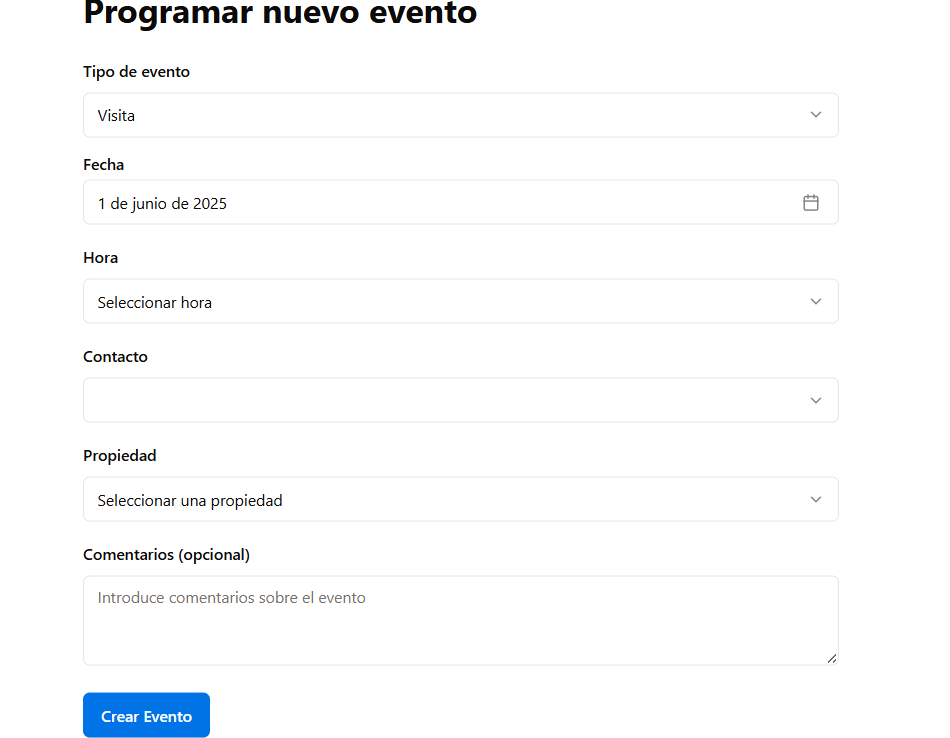 Programar nuevo evento
Tipo de evento
Visita
Fecha
1 de junio de 2025
Hora
Seleccionar hora
Contacto
Propiedad
Seleccionar una propiedad
Comentarios (opcional)
Introduce comentarios sobre el evento
Crear Evento